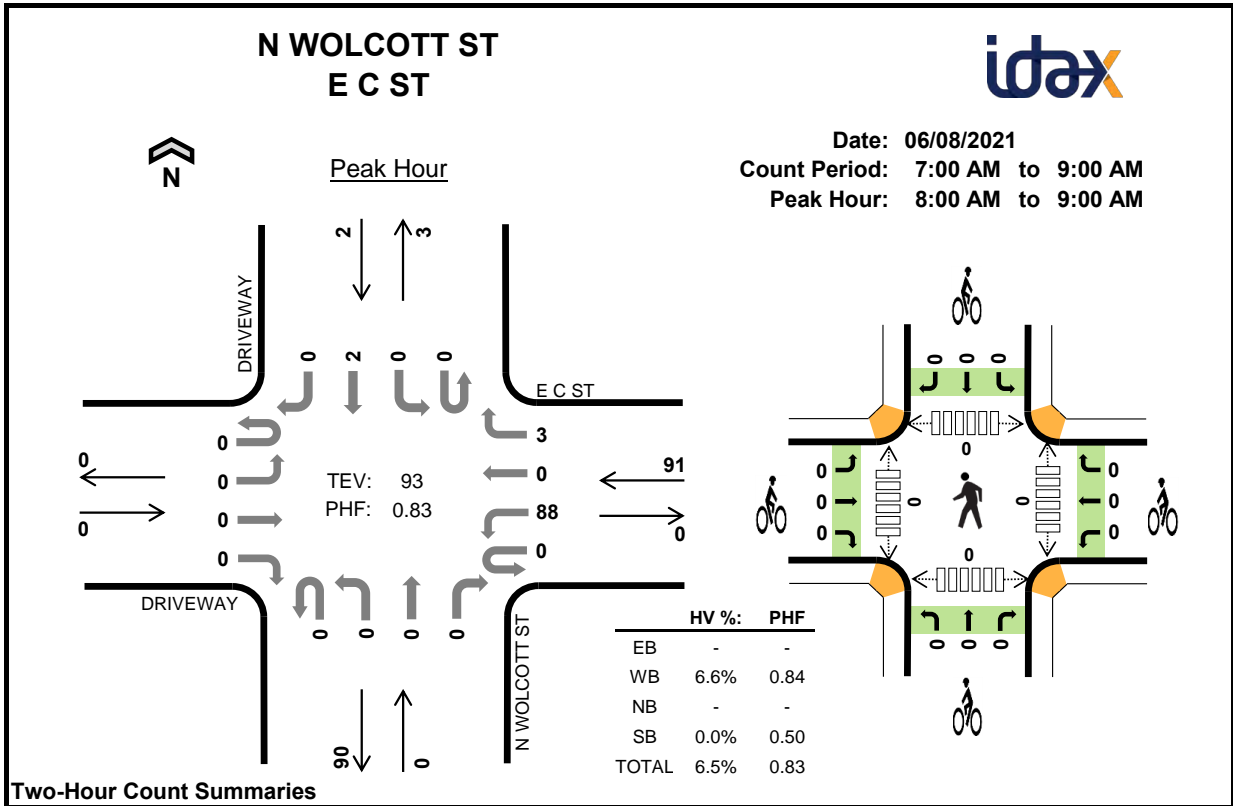 N WOLCOTT ST
E C ST
idax
N
Peak Hour
Date: 06/08/2021
Count Period: 7:00 AM to 9:00 AM
Peak Hour: 8:00 AM to 9:00 AM
2 3
DRIVEWAY
0 2 0 0
E C ST
0 3
0 0
0 88
0 0
0
0
91
0
TEV: 93
PHF: 0.83
DRIVEWAY
0 0 0 0
N WOLCOTT ST
90 0
0 0 0
0
0 0
0 0
0 0
0 0
0
0 0 0
HV %: PHF
EB - -
WB 6.6% 0.84
NB - -
SB 0.0% 0.50
TOTAL 6.5% 0.83
Two-Hour Count Summaries